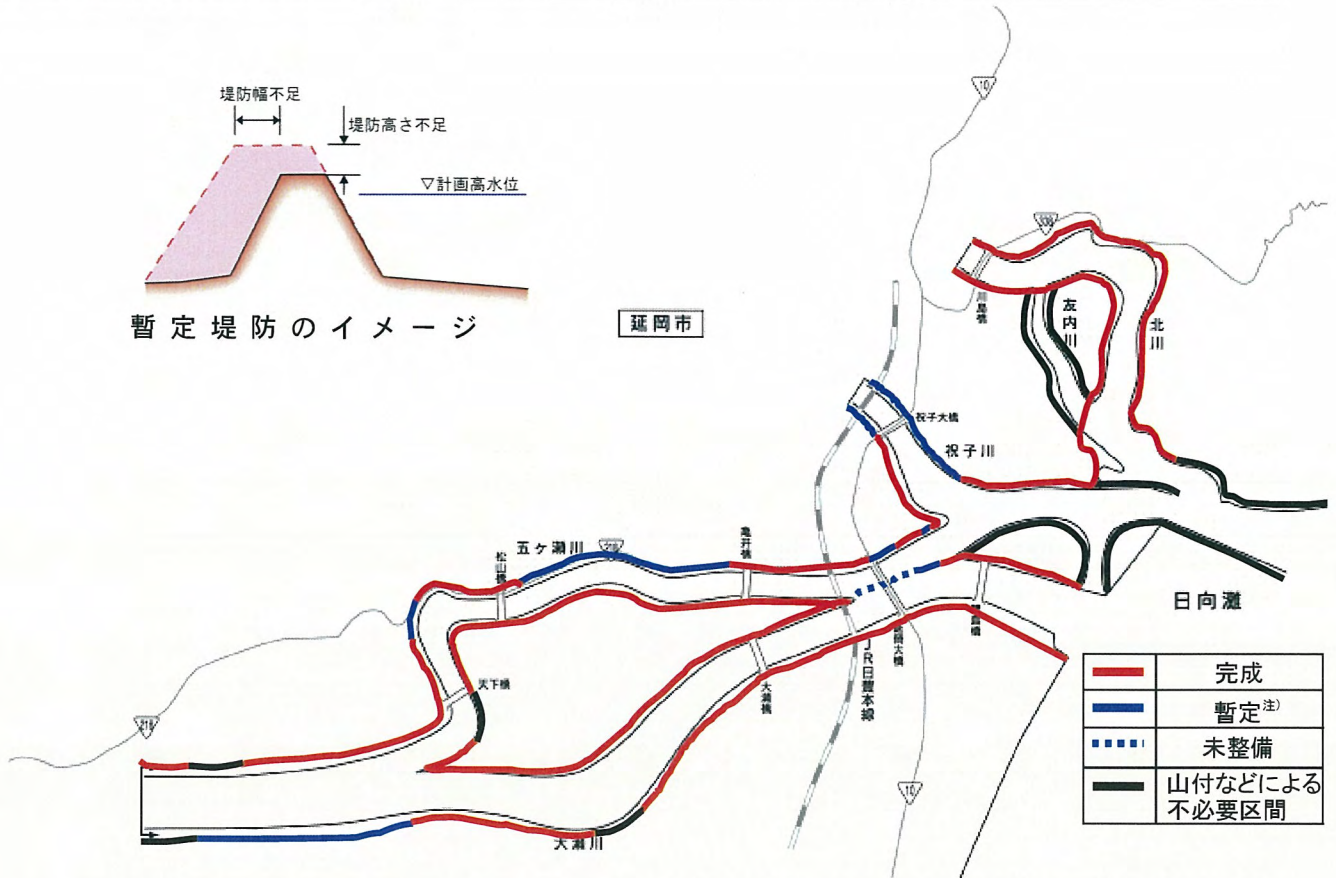 堤防幅不足
堤防高さ不足
▽計画高水位
暫定堤防のイメージ
延岡市
10
友内川
北川
川島橋
祝子大橋
祝子川
五ヶ瀬川
松山橋
亀井橋
日向灘
天下橋
大瀬橋
JR日豊本線
218
10
大瀬川
完成
暫定注)
未整備
山付などによる
不必要区間